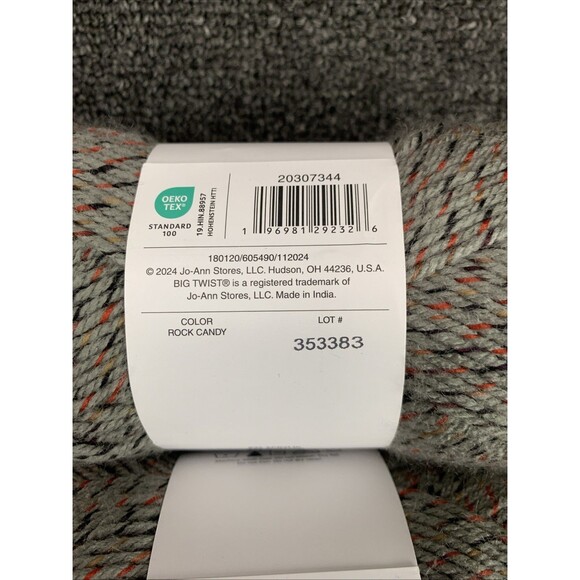 OEKO
TEX®
STANDARD
100
19.HIN.88957
HOHENSTEIN HTTI
20307344
1 96981 29232 6
180120/605490/112024
© 2024 Jo-Ann Stores, LLC. Hudson, OH 44236, U.S.A.
BIG TWIST® is a registered trademark of
Jo-Ann Stores, LLC. Made in India.
COLOR
ROCK CANDY
LOT #
353383